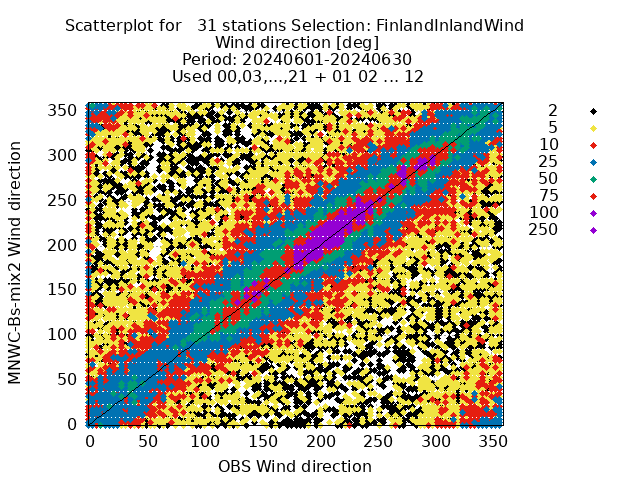 Scatterplot for   31 stations Selection: FinlandInlandWind
Wind direction [deg]
Period: 20240601-20240630
Used 00,03,...,21 + 01 02 ... 12
2
5
10
25
50
75
100
250
MNWC-Bs-mix2 Wind direction
350
300
250
200
150
100
50
0
0 50 100 150 200 250 300 350
OBS Wind direction